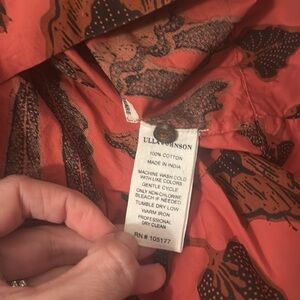 ULLA JOHNSON
100% COTTON
MADE IN INDIA
MACHINE WASH COLD
WITH LIKE COLORS
GENTLE CYCLE
ONLY NON-CHLORINE
BLEACH IF NEEDED
TUMBLE DRY LOW
WARM IRON
PROFESSIONAL
DRY CLEAN
RN # 105177